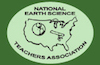 NATIONAL
EARTH SCIENCE
TEACHERS ASSOCIATION